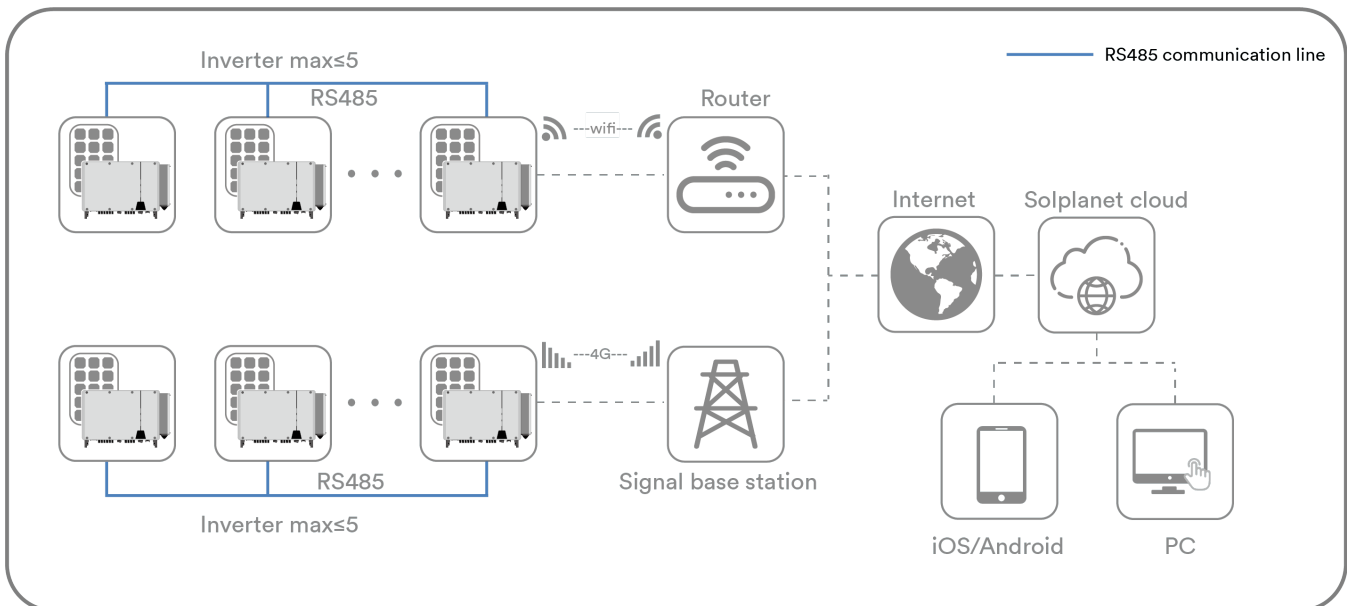 Inverter max≤5
RS485 communication line
RS485
Router
---wifi---
Internet
Solplanet cloud
---4G---
RS485
Signal base station
Inverter max≤5
iOS/Android
PC